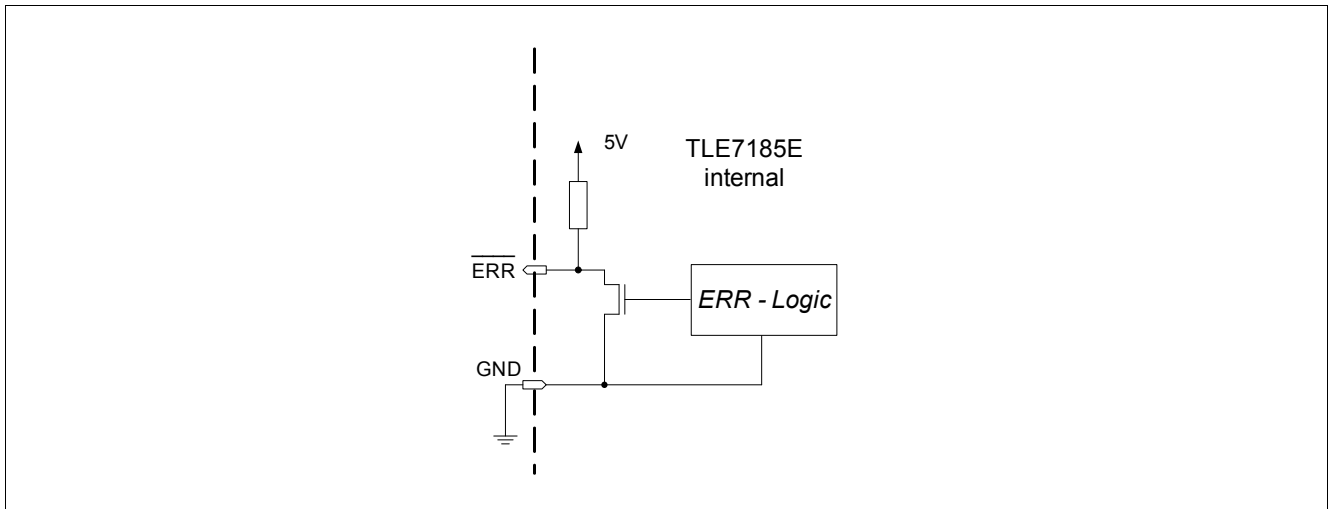 5V
TLE7185E
internal
ERR
ERR - Logic
GND